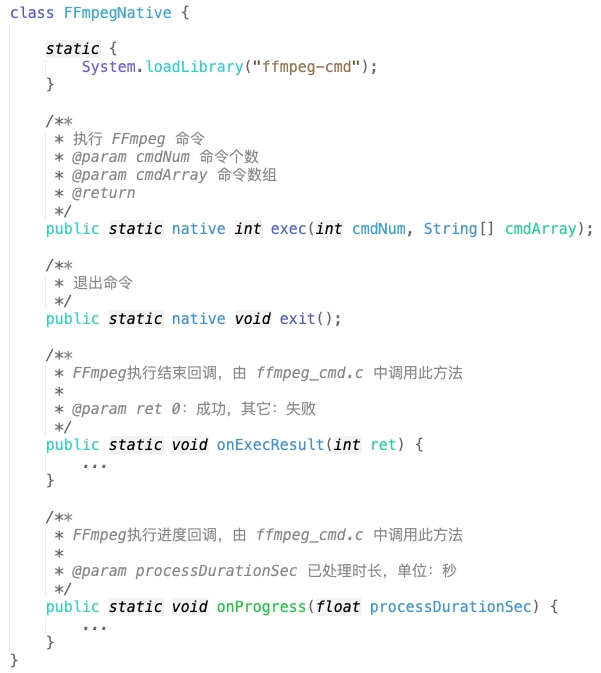 class FFmpegNative {
static {
System.loadLibrary("ffmpeg-cmd");
}
/**
* 执行 FFmpeg 命令
* @param cmdNum 命令个数
* @param cmdArray 命令数组
* @return
*/
public static native int exec(int cmdNum, String[] cmdArray);
/**
* 退出命令
*/
public static native void exit();
/**
* FFmpeg执行结束回调，由 ffmpeg_cmd.c 中调用此方法
*
* @param ret 0：成功，其它：失败
*/
public static void onExecResult(int ret) {
...
}
/**
* FFmpeg执行进度回调，由 ffmpeg_cmd.c 中调用此方法
*
* @param processDurationSec 已处理时长，单位：秒
*/
public static void onProgress(float processDurationSec) {
...
}
}